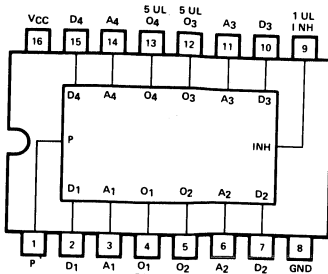 5 UL 5 UL 1 UL
VCC D4 A4 O4 O3 A3 D3 INH
16 15 14 13 12 11 10 9
D4 A4 O4 O3 A3 D3
P INH
D1 A1 O1 O2 A2 D2
1 2 3 4 5 6 7 8
P D1 A1 O1 O2 A2 D2 GND